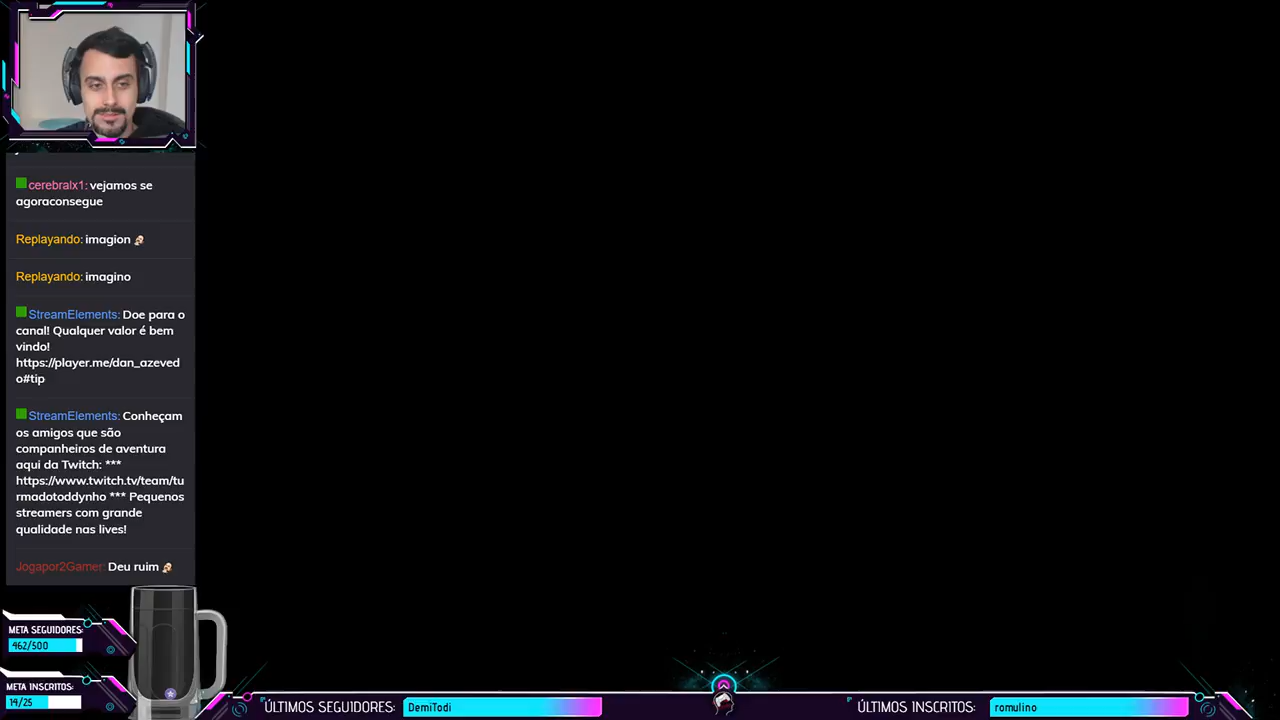 cerebralx1: vejamos se
agoraconsegue
Replayando: imagion
Replayando: imagino
StreamElements: Doe para o
canal! Qualquer valor é bem
vindo!
https://player.me/dan_azeved
o#tip
StreamElements: Conheçam
os amigos que são
companheiros de aventura
aqui da Twitch: ***
https://www.twitch.tv/team/tu
rmadotoddynho *** Pequenos
streamers com grande
qualidade nas lives!
Jogapor2Gamer: Deu ruim
META SEGUIDORES:
462/500
META INSCRITOS:
14/25
ÚLTIMOS SEGUIDORES: DemiTodi
ÚLTIMOS INSCRITOS: romulino